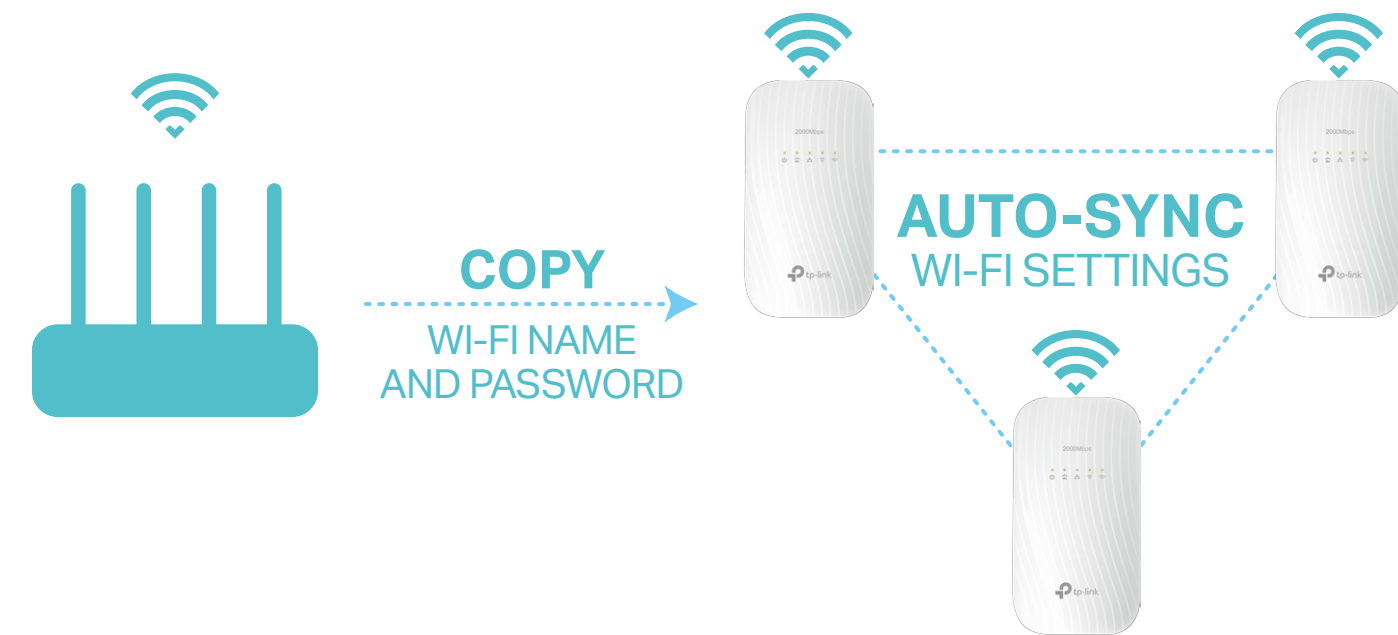 COPY
WI-FI NAME
AND PASSWORD
2000Mbps
tp-link
AUTO-SYNC
WI-FI SETTINGS
2000Mbps
tp-link
2000Mbps
tp-link